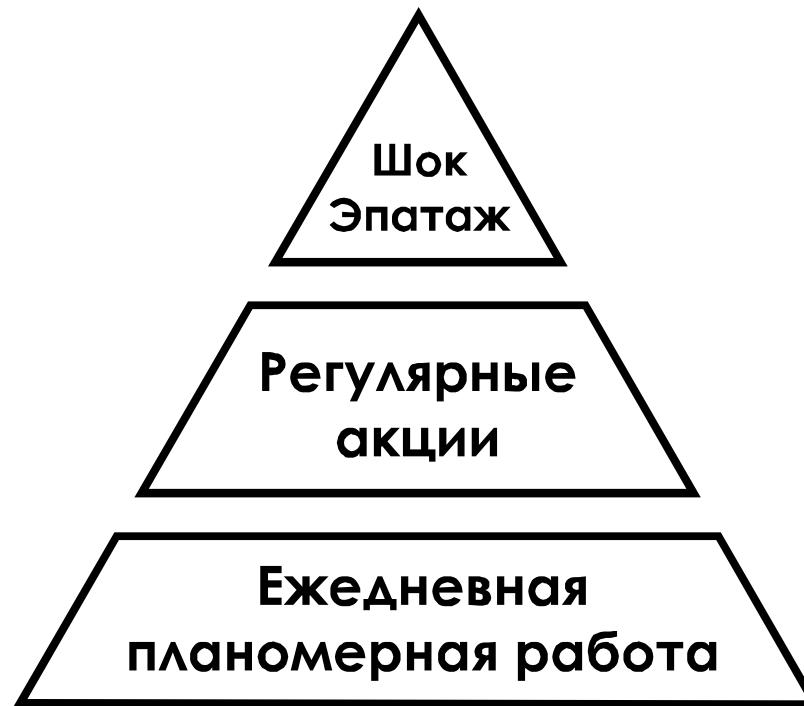 Шок
Эпатаж
Регулярные
акции
Ежедневная
планомерная работа